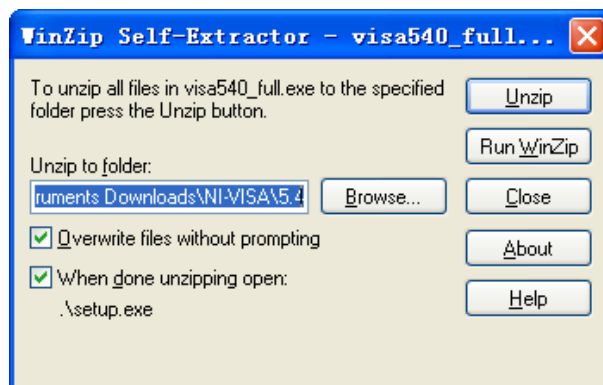 WinZip Self-Extractor - visa540_full...
To unzip all files in visa540_full.exe to the specified
folder press the Unzip button.
Unzip
Run WinZip
Unzip to folder:
ruments Downloads\NI-VISA\5.4
Browse...
Close
Overwrite files without prompting
About
When done unzipping open:
.\setup.exe
Help